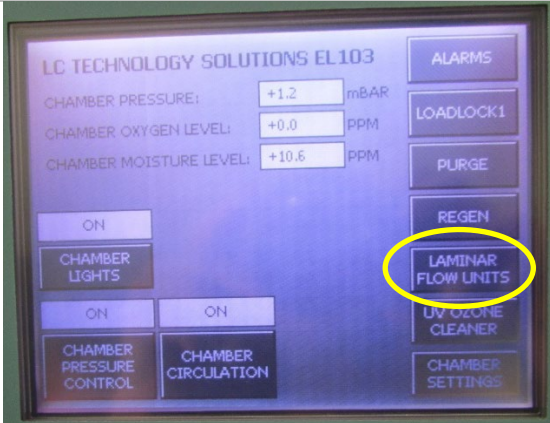 LC TECHNOLOGY SOLUTIONS EL103
CHAMBER PRESSURE: +1.2 mBAR
CHAMBER OXYGEN LEVEL: +0.0 PPM
CHAMBER MOISTURE LEVEL: +10.6 PPM
ALARMS
LOADLOCK1
PURGE
REGEN
LAMINAR
FLOW UNITS
UV OZONE
CLEANER
CHAMBER
SETTINGS
ON
CHAMBER
LIGHTS
ON
CHAMBER
PRESSURE
CONTROL
ON
CHAMBER
CIRCULATION